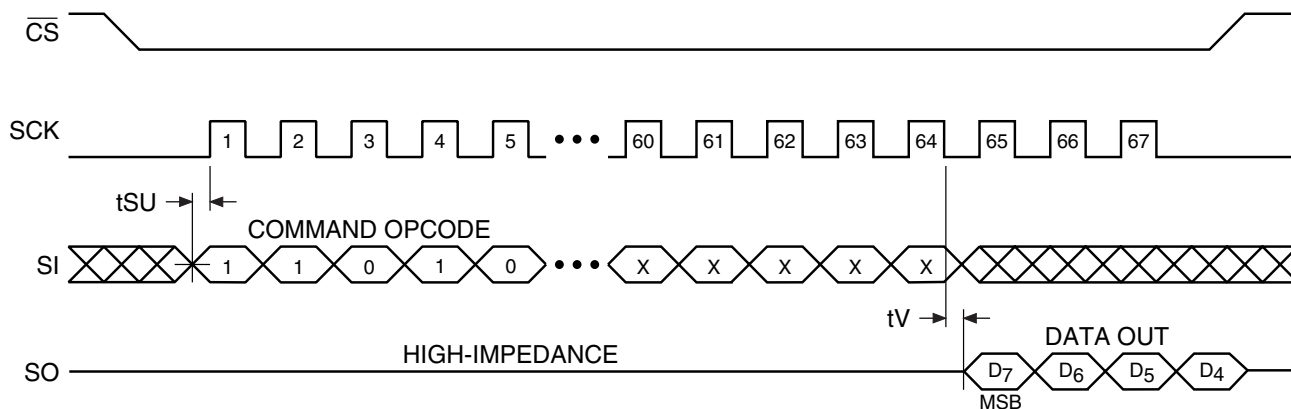 CS
SCK
1 2 3 4 5 ••• 60 61 62 63 64 65 66 67
tSU
COMMAND OPCODE
SI
1 1 0 1 0 ••• X X X X X
tV
HIGH-IMPEDANCE
DATA OUT
SO
D7 D6 D5 D4
MSB